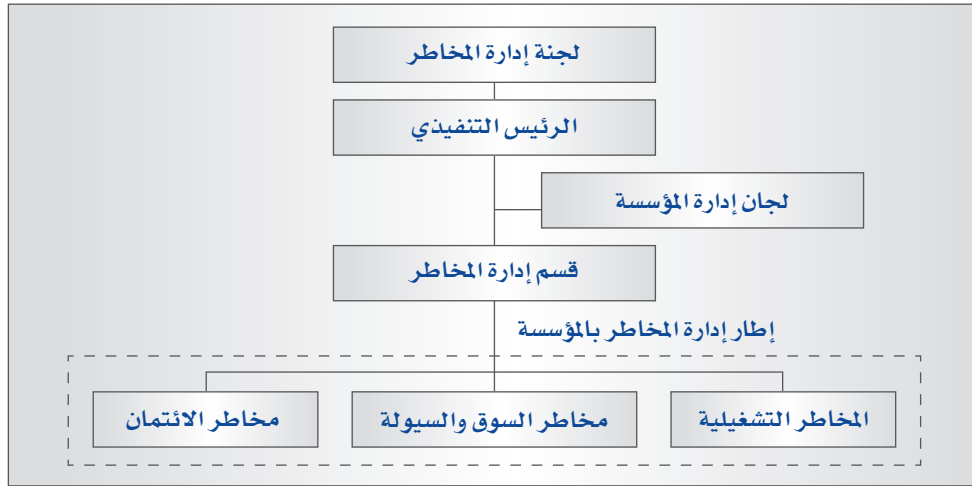 لجنة إدارة المخاطر
الرئيس التنفيذي
لجان إدارة المؤسسة
قسم إدارة المخاطر
إطار إدارة المخاطر بالمؤسسة
المخاطر التشغيلية
مخاطر السوق والسيولة
مخاطر الائتمان